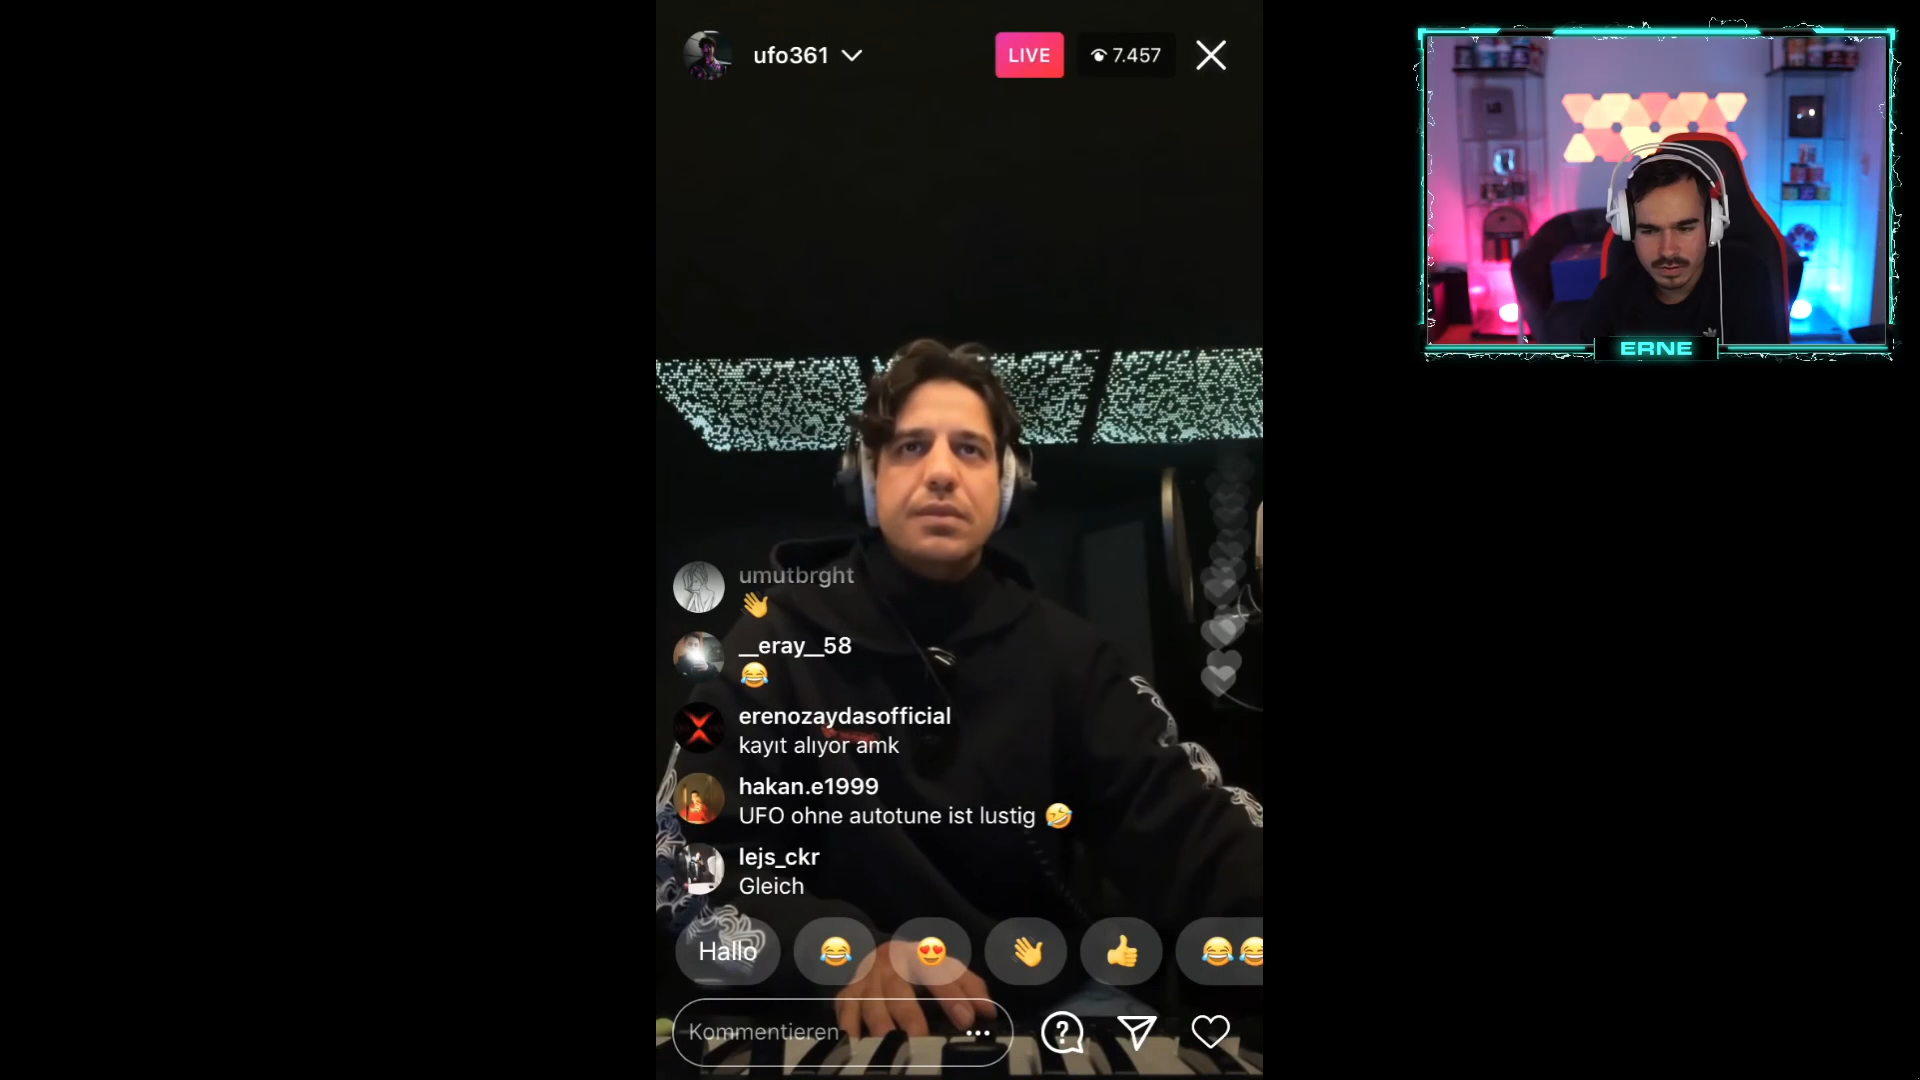 ufo361
LIVE
7.457
ERNE
umutbrght
👋
__eray__58
😂
erenozaydasofficial
kayıt alıyor amk
hakan.e1999
UFO ohne autotune ist lustig 🤣
lejs_ckr
Gleich
Hallo 😂 😍 👋 👍 😂😂
Kommentieren